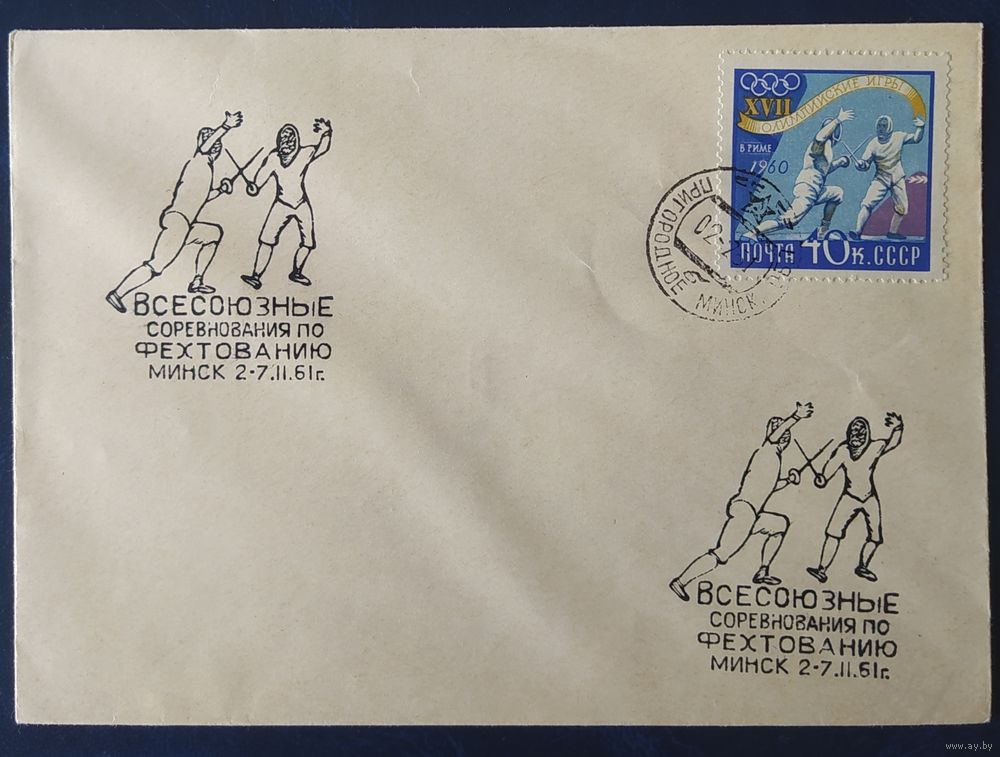 ВСЕСОЮЗНЫЕ
СОРЕВНОВАНИЯ ПО
ФЕХТОВАНИЮ
МИНСК 2-7.II.61г.
XVII
ОЛИМПИЙСКИЕ ИГРЫ
В РИМЕ
1960
ПОЧТА 40 К. СССР
ПРИГОРОДНОЕ
МИНСК
ВСЕСОЮЗНЫЕ
СОРЕВНОВАНИЯ ПО
ФЕХТОВАНИЮ
МИНСК 2-7.II.61г.
www.ay.by